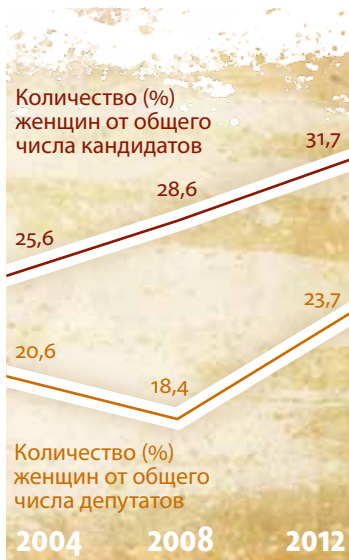 Количество (%)
женщин от общего
числа кандидатов
31,7
28,6
25,6
23,7
20,6
18,4
Количество (%)
женщин от общего
числа депутатов
2004 2008 2012